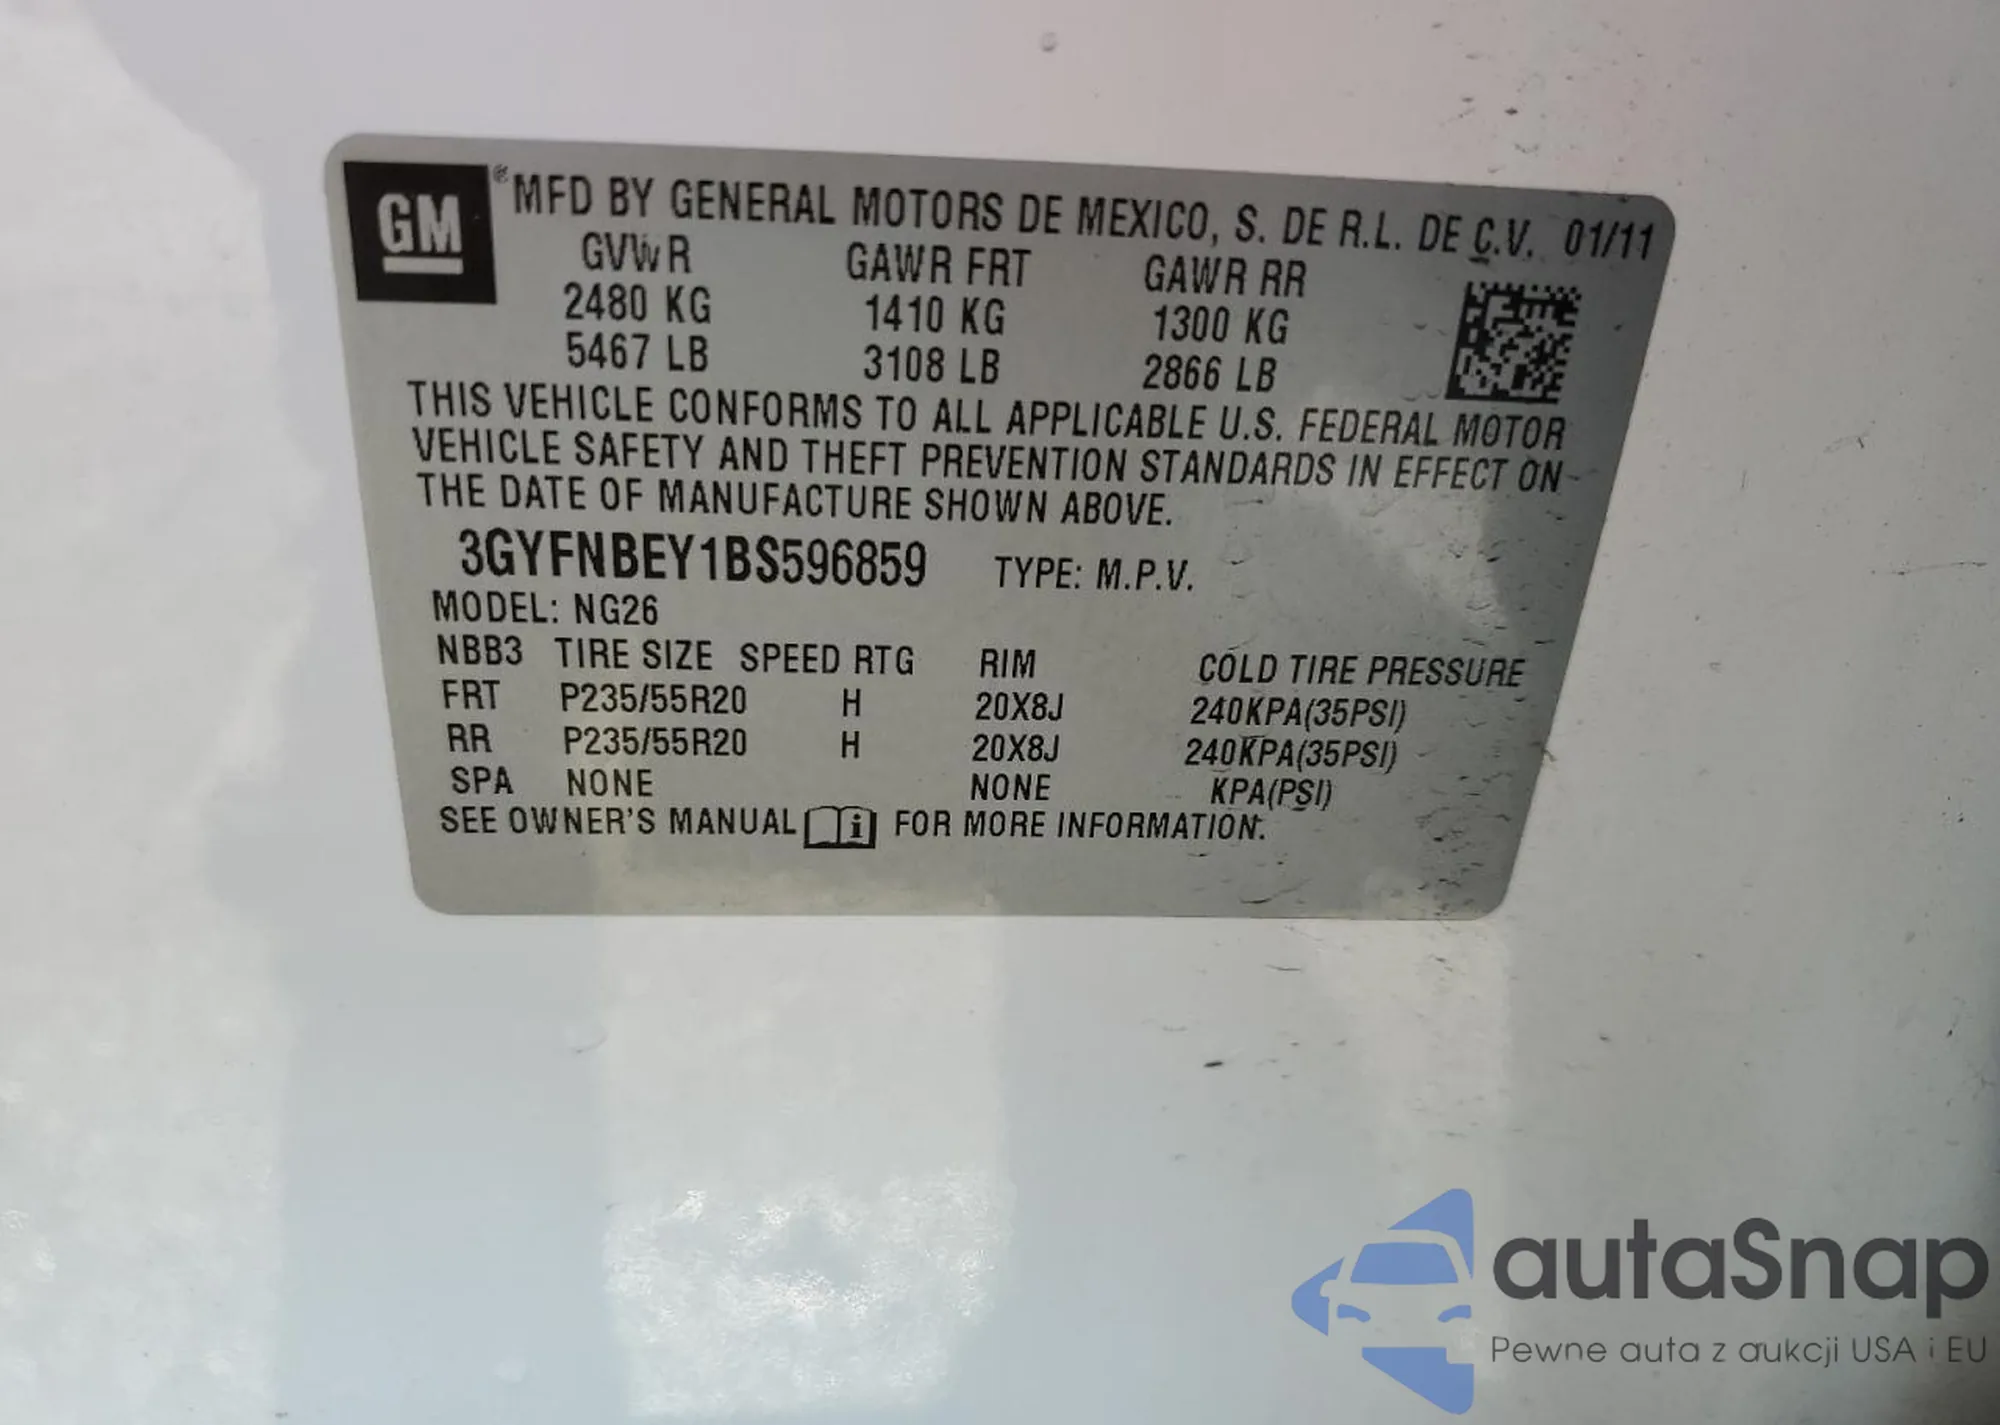 GM ® MFD BY GENERAL MOTORS DE MEXICO, S. DE R.L. DE C.V. 01/11
GVWR GAWR FRT GAWR RR
2480 KG 1410 KG 1300 KG
5467 LB 3108 LB 2866 LB
THIS VEHICLE CONFORMS TO ALL APPLICABLE U.S. FEDERAL MOTOR
VEHICLE SAFETY AND THEFT PREVENTION STANDARDS IN EFFECT ON
THE DATE OF MANUFACTURE SHOWN ABOVE.
3GYFNBEY1BS596859 TYPE: M.P.V.
MODEL: NG26
NBB3 TIRE SIZE SPEED RTG RIM COLD TIRE PRESSURE
FRT P235/55R20 H 20X8J 240KPA(35PSI)
RR P235/55R20 H 20X8J 240KPA(35PSI)
SPA NONE NONE KPA(PSI)
SEE OWNER'S MANUAL i FOR MORE INFORMATION.
autaSnap
Pewne auta z aukcji USA i EU